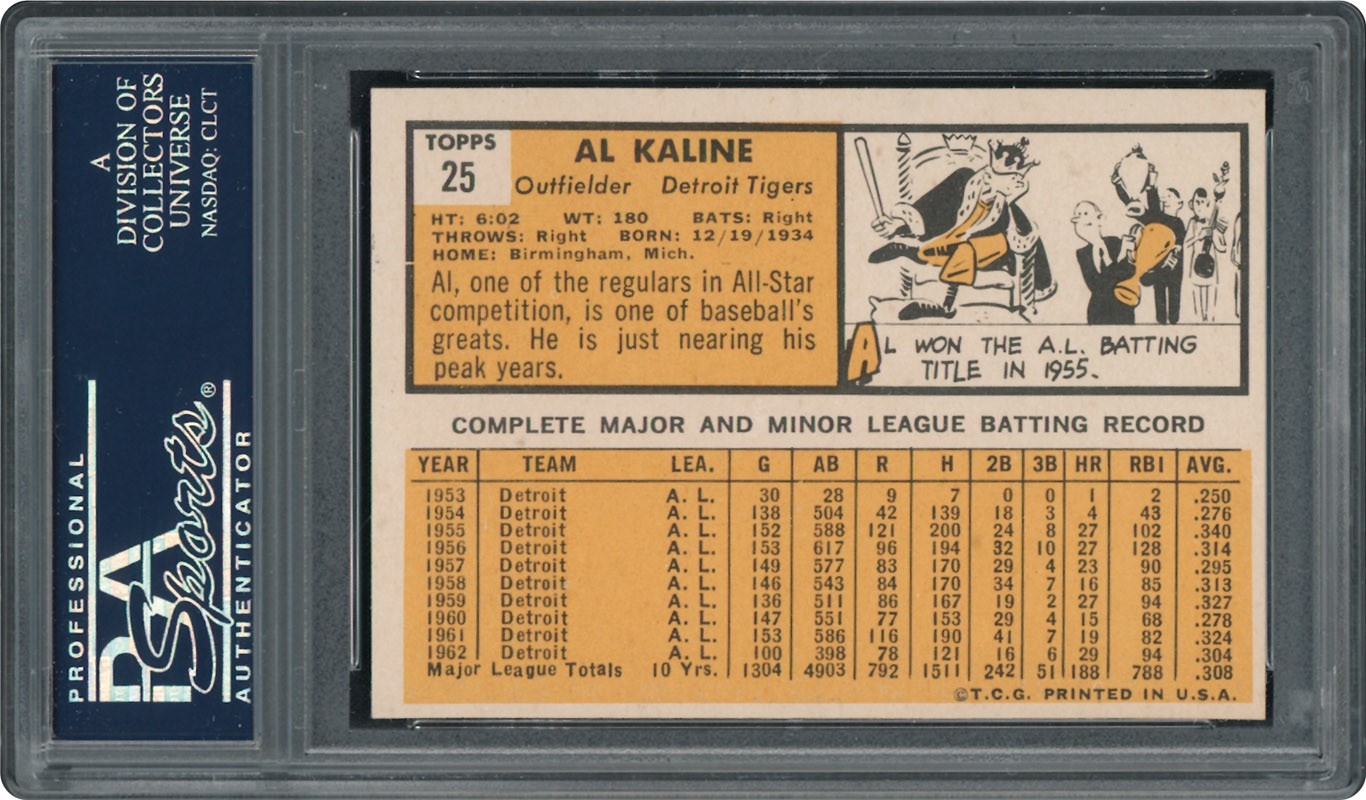 A
DIVISION OF
COLLECTORS
UNIVERSE
NASDAQ: CLCT
PROFESSIONAL
PSA
Sports®
AUTHENTICATOR
TOPPS
25
AL KALINE
Outfielder Detroit Tigers
HT: 6:02 WT: 180 BATS: Right
THROWS: Right BORN: 12/19/1934
HOME: Birmingham, Mich.
Al, one of the regulars in All-Star
competition, is one of baseball's
greats. He is just nearing his
peak years.
AL WON THE A.L. BATTING
TITLE IN 1955.
COMPLETE MAJOR AND MINOR LEAGUE BATTING RECORD
YEAR TEAM LEA. G AB R H 2B 3B HR RBI AVG.
1953 Detroit A. L. 30 28 9 7 0 0 1 2 .250
1954 Detroit A. L. 138 504 42 139 18 3 4 43 .276
1955 Detroit A. L. 152 588 121 200 24 8 27 102 .340
1956 Detroit A. L. 153 617 96 194 32 10 27 128 .314
1957 Detroit A. L. 149 577 83 170 29 4 23 90 .295
1958 Detroit A. L. 146 543 84 170 34 7 16 85 .313
1959 Detroit A. L. 136 511 86 167 19 2 27 94 .327
1960 Detroit A. L. 147 551 77 153 29 4 15 68 .278
1961 Detroit A. L. 153 586 116 190 41 7 19 82 .324
1962 Detroit A. L. 100 398 78 121 16 6 29 94 .304
Major League Totals 10 Yrs. 1304 4903 792 1511 242 51 188 788 .308
©T.C.G. PRINTED IN U.S.A.